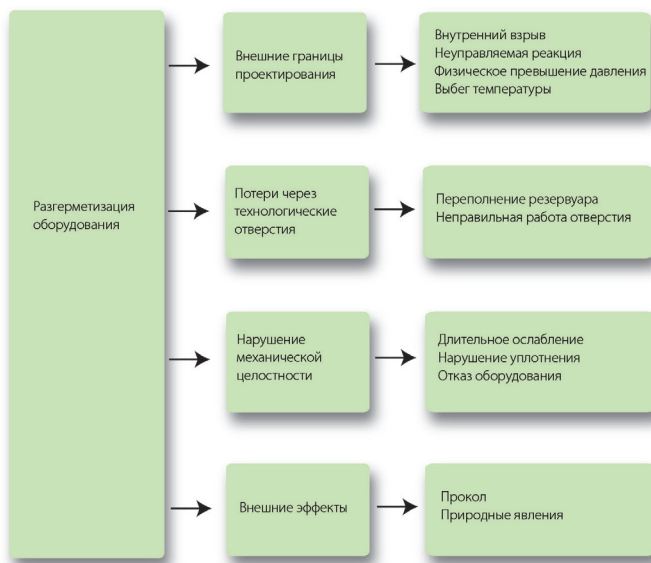 Разгерметизация
оборудования
Внешние границы
проектирования
Внутренний взрыв
Неуправляемая реакция
Физическое превышение давления
Выбег температуры
Потери через
технологические
отверстия
Переполнение резервуара
Неправильная работа отверстия
Нарушение
механической
целостности
Длительное ослабление
Нарушение уплотнения
Отказ оборудования
Внешние эффекты
Прокол
Природные явления